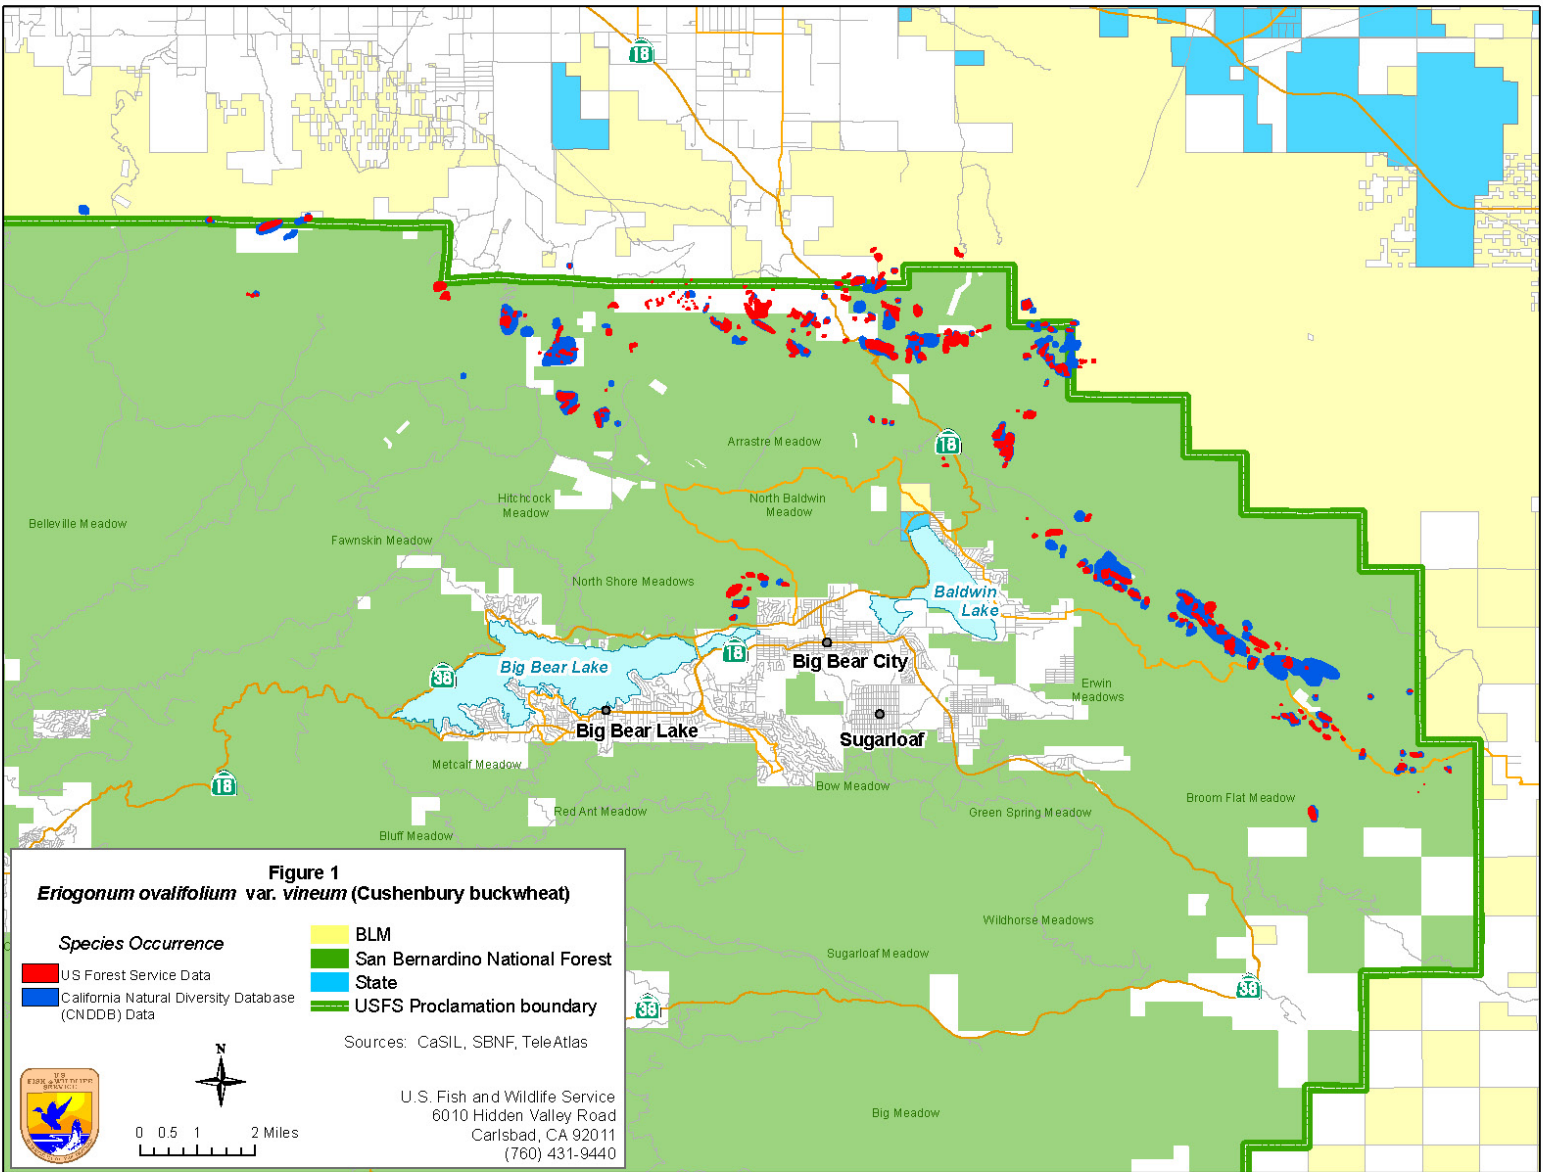 18
Arrastre Meadow
18
Hitchcock
Meadow
North Baldwin
Meadow
Belleville Meadow
Fawnskin Meadow
North Shore Meadows
Baldwin
Lake
Big Bear Lake
18
Big Bear City
38
Erwin
Meadows
Big Bear Lake
Sugarloaf
Metcalf Meadow
18
Bow Meadow
Broom Flat Meadow
Red Ant Meadow
Green Spring Meadow
Bluff Meadow
Wildhorse Meadows
Sugarloaf Meadow
38
38
Big Meadow
Figure 1
Eriogonum ovalifolium var. vineum (Cushenbury buckwheat)
Species Occurrence
US Forest Service Data
California Natural Diversity Database
(CNDDB) Data
BLM
San Bernardino National Forest
State
USFS Proclamation boundary
Sources: CaSIL, SBNF, TeleAtlas
N
0 0.5 1 2 Miles
US
FISH & WILDLIFE
SERVICE
U.S. Fish and Wildlife Service
6010 Hidden Valley Road
Carlsbad, CA 92011
(760) 431-9440